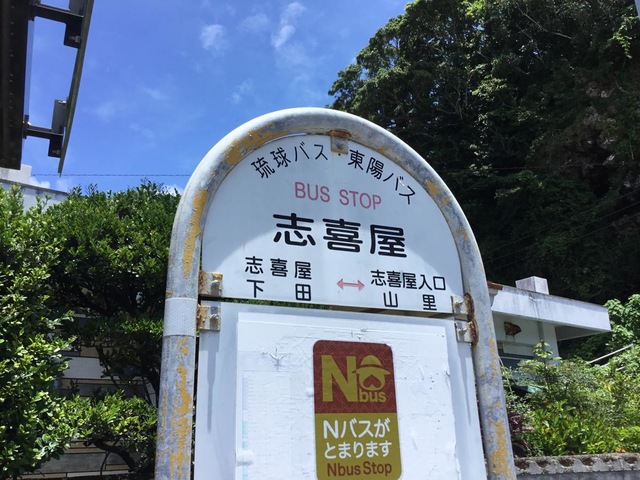 琉球バス・東陽バス
BUS STOP
志喜屋
志喜屋 ↔ 志喜屋入口
下田 山里
N
bus
Nバスが
とまります
Nbus Stop